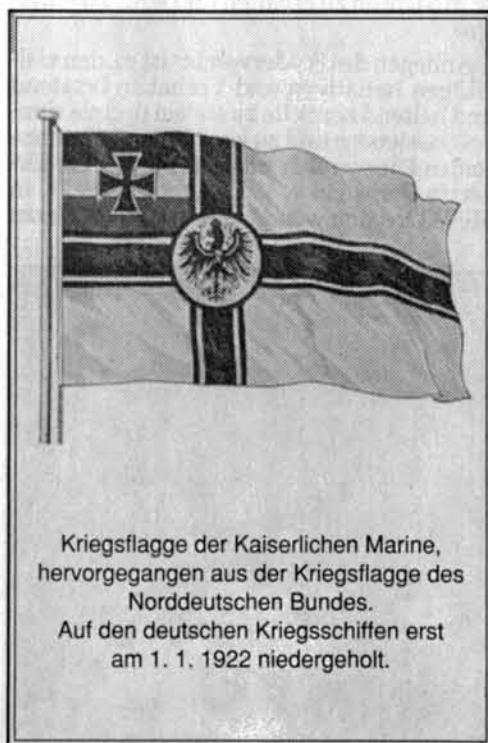 Kriegsflagge der Kaiserlichen Marine,
hervorgegangen aus der Kriegsflagge des
Norddeutschen Bundes.
Auf den deutschen Kriegsschiffen erst
am 1. 1. 1922 niedergeholt.